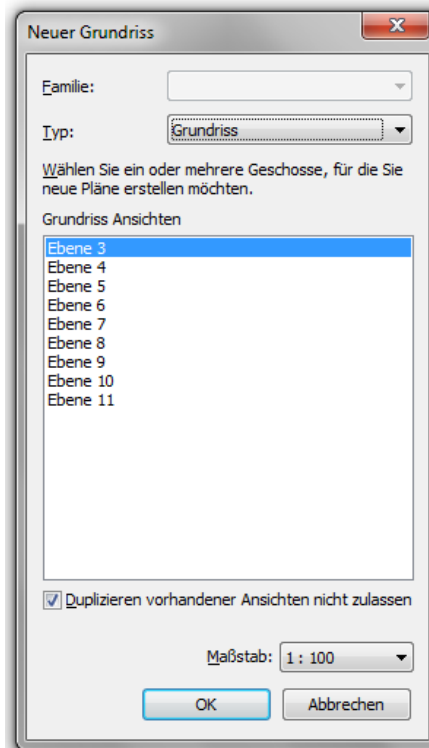 Neuer Grundriss
Familie:
Typ: Grundriss
Wählen Sie ein oder mehrere Geschosse, für die Sie
neue Pläne erstellen möchten.
Grundriss Ansichten
Ebene 3
Ebene 4
Ebene 5
Ebene 6
Ebene 7
Ebene 8
Ebene 9
Ebene 10
Ebene 11
Duplizieren vorhandener Ansichten nicht zulassen
Maßstab: 1 : 100
OK Abbrechen